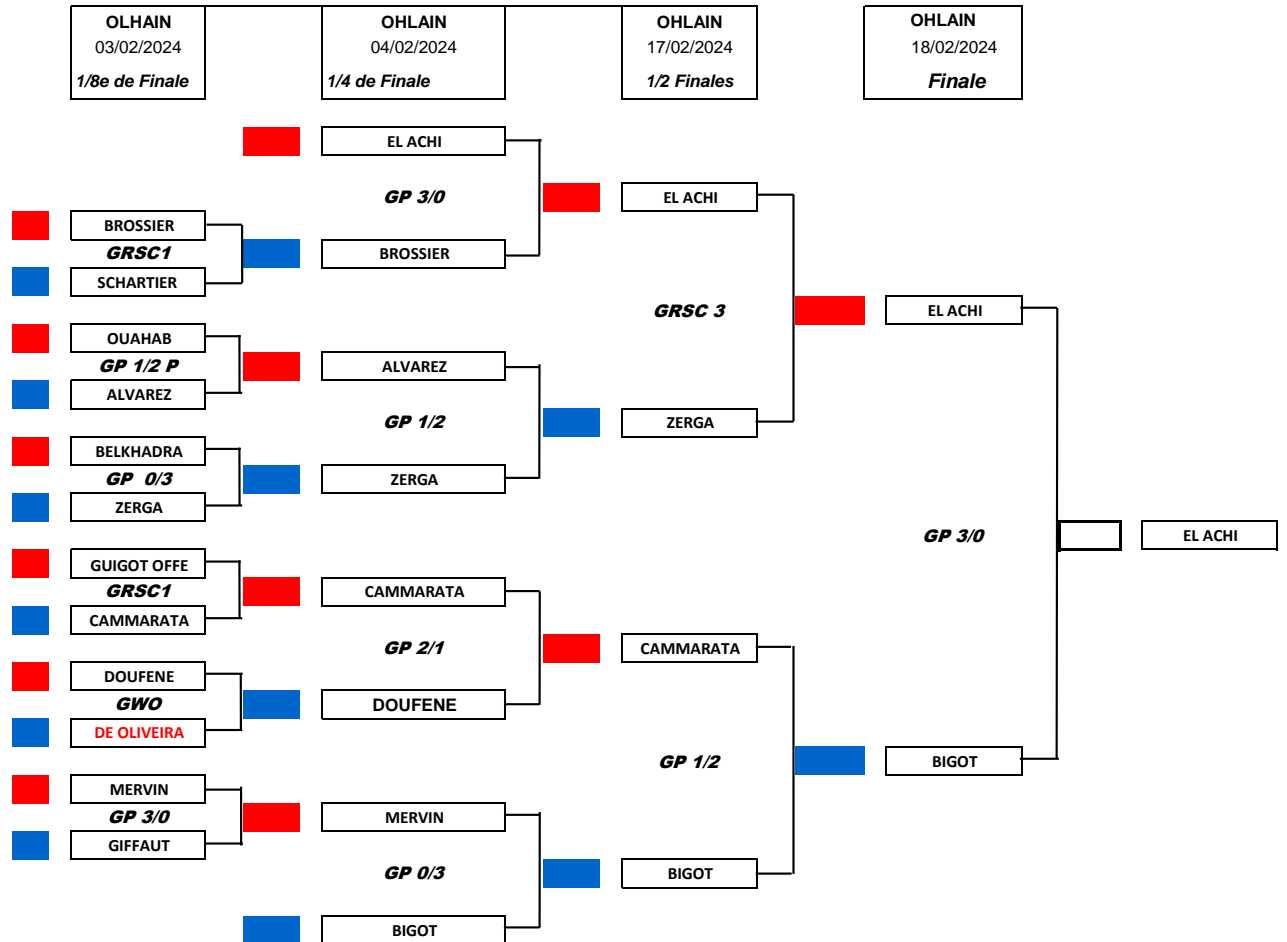 OLHAIN
03/02/2024
1/8e de Finale
OHLAIN
04/02/2024
1/4 de Finale
OHLAIN
17/02/2024
1/2 Finales
OHLAIN
18/02/2024
Finale
BROSSIER
GRSC1
SCHARTIER
OUAHAB
GP 1/2 P
ALVAREZ
BELKHADRA
GP 0/3
ZERGA
GUIGOT OFFE
GRSC1
CAMMARATA
DOUFENE
GWO
DE OLIVEIRA
MERVIN
GP 3/0
GIFFAUT
EL ACHI
GP 3/0
BROSSIER
ALVAREZ
GP 1/2
ZERGA
CAMMARATA
GP 2/1
DOUFENE
MERVIN
GP 0/3
BIGOT
EL ACHI
GRSC 3
ZERGA
CAMMARATA
GP 1/2
BIGOT
EL ACHI
GP 3/0
BIGOT
EL ACHI